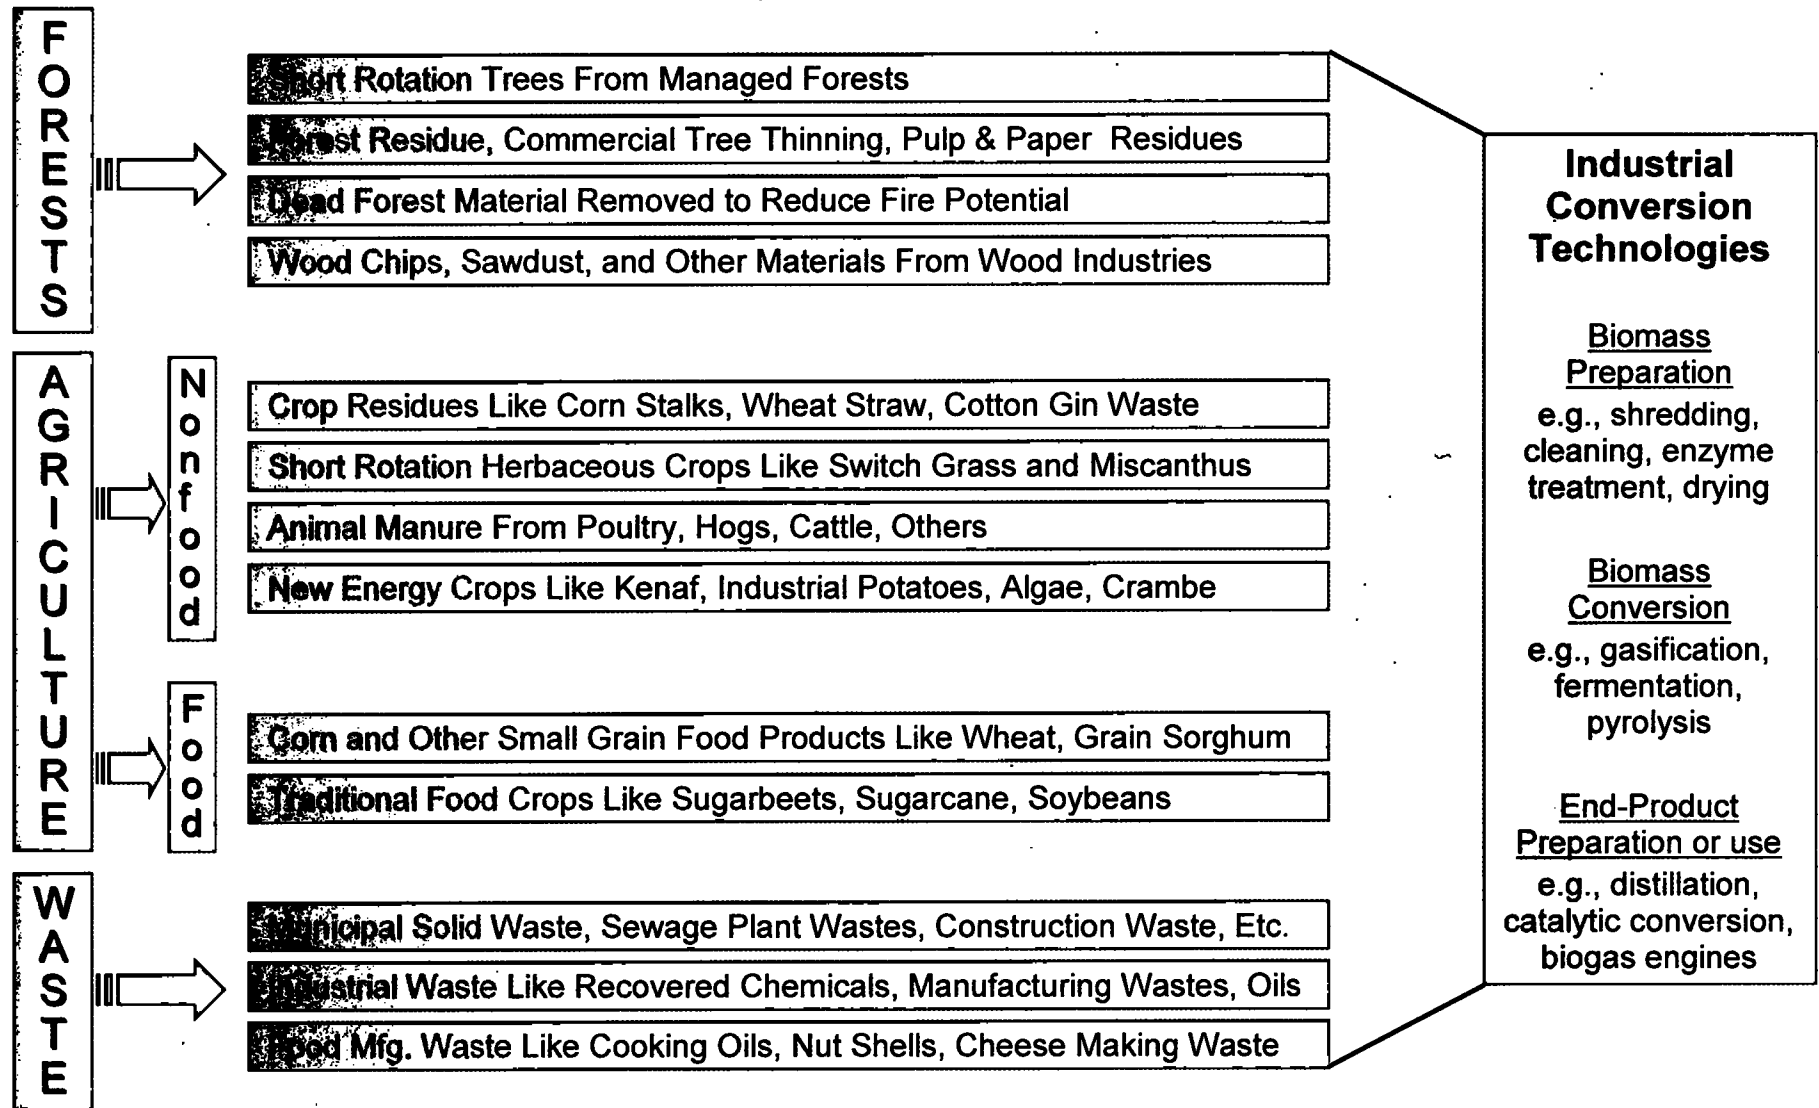 FORESTS
Short Rotation Trees From Managed Forests
Forest Residue, Commercial Tree Thinning, Pulp & Paper Residues
Dead Forest Material Removed to Reduce Fire Potential
Wood Chips, Sawdust, and Other Materials From Wood Industries
AGRICULTURE
Nonfood
Crop Residues Like Corn Stalks, Wheat Straw, Cotton Gin Waste
Short Rotation Herbaceous Crops Like Switch Grass and Miscanthus
Animal Manure From Poultry, Hogs, Cattle, Others
New Energy Crops Like Kenaf, Industrial Potatoes, Algae, Crambe
Food
Corn and Other Small Grain Food Products Like Wheat, Grain Sorghum
Traditional Food Crops Like Sugarbeets, Sugarcane, Soybeans
WASTE
Municipal Solid Waste, Sewage Plant Wastes, Construction Waste, Etc.
Industrial Waste Like Recovered Chemicals, Manufacturing Wastes, Oils
Food Mfg. Waste Like Cooking Oils, Nut Shells, Cheese Making Waste
Industrial
Conversion
Technologies
Biomass
Preparation
e.g., shredding,
cleaning, enzyme
treatment, drying
Biomass
Conversion
e.g., gasification,
fermentation,
pyrolysis
End-Product
Preparation or use
e.g., distillation,
catalytic conversion,
biogas engines